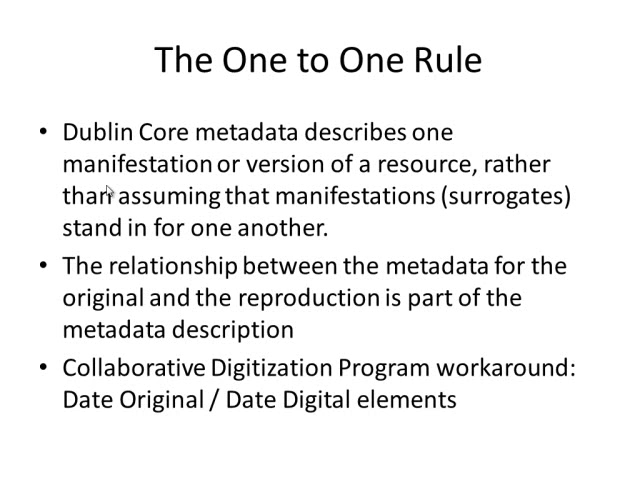 The One to One Rule
• Dublin Core metadata describes one
manifestation or version of a resource, rather
than assuming that manifestations (surrogates)
stand in for one another.
• The relationship between the metadata for the
original and the reproduction is part of the
metadata description
• Collaborative Digitization Program workaround:
Date Original / Date Digital elements